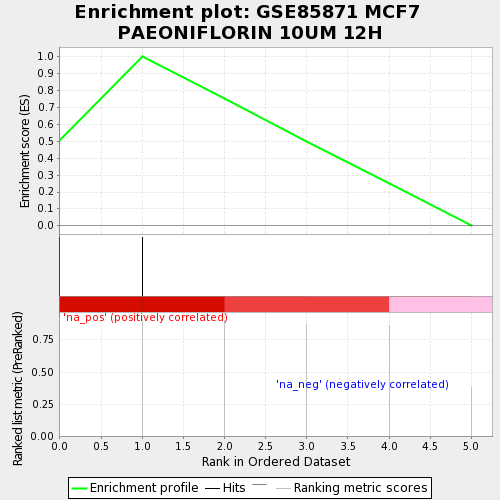 Enrichment plot: GSE85871 MCF7
PAEONIFLORIN 10UM 12H
Enrichment score (ES)
1.0
0.9
0.8
0.7
0.6
0.5
0.4
0.3
0.2
0.1
0.0
'na_pos' (positively correlated)
'na_neg' (negatively correlated)
Ranked list metric (PreRanked)
0.75
0.50
0.25
0.00
0.0 0.5 1.0 1.5 2.0 2.5 3.0 3.5 4.0 4.5 5.0
Rank in Ordered Dataset
Enrichment profile Hits Ranking metric scores